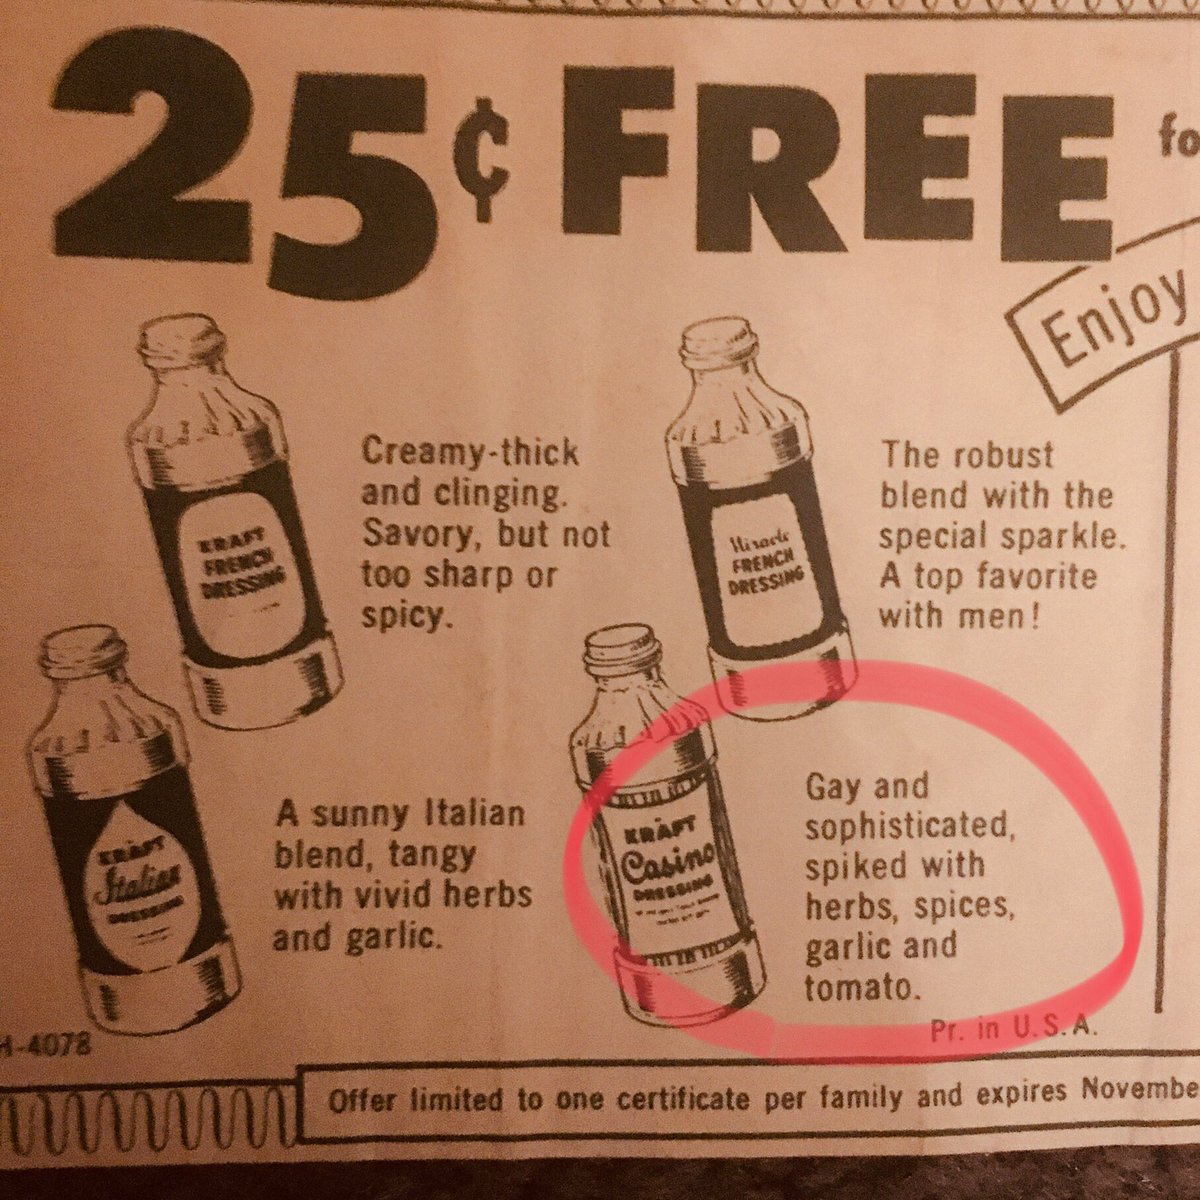 25¢ FREE fo
Enjoy
KRAFT
FRENCH
DRESSING
Creamy-thick
and clinging.
Savory, but not
too sharp or
spicy.
Miracle
FRENCH
DRESSING
The robust
blend with the
special sparkle.
A top favorite
with men!
KRAFT
Italian
DRESSING
A sunny Italian
blend, tangy
with vivid herbs
and garlic.
KRAFT
Casino
DRESSING
Gay and
sophisticated,
spiked with
herbs, spices,
garlic and
tomato.
H-4078
Pr. in U.S.A.
Offer limited to one certificate per family and expires Novembe